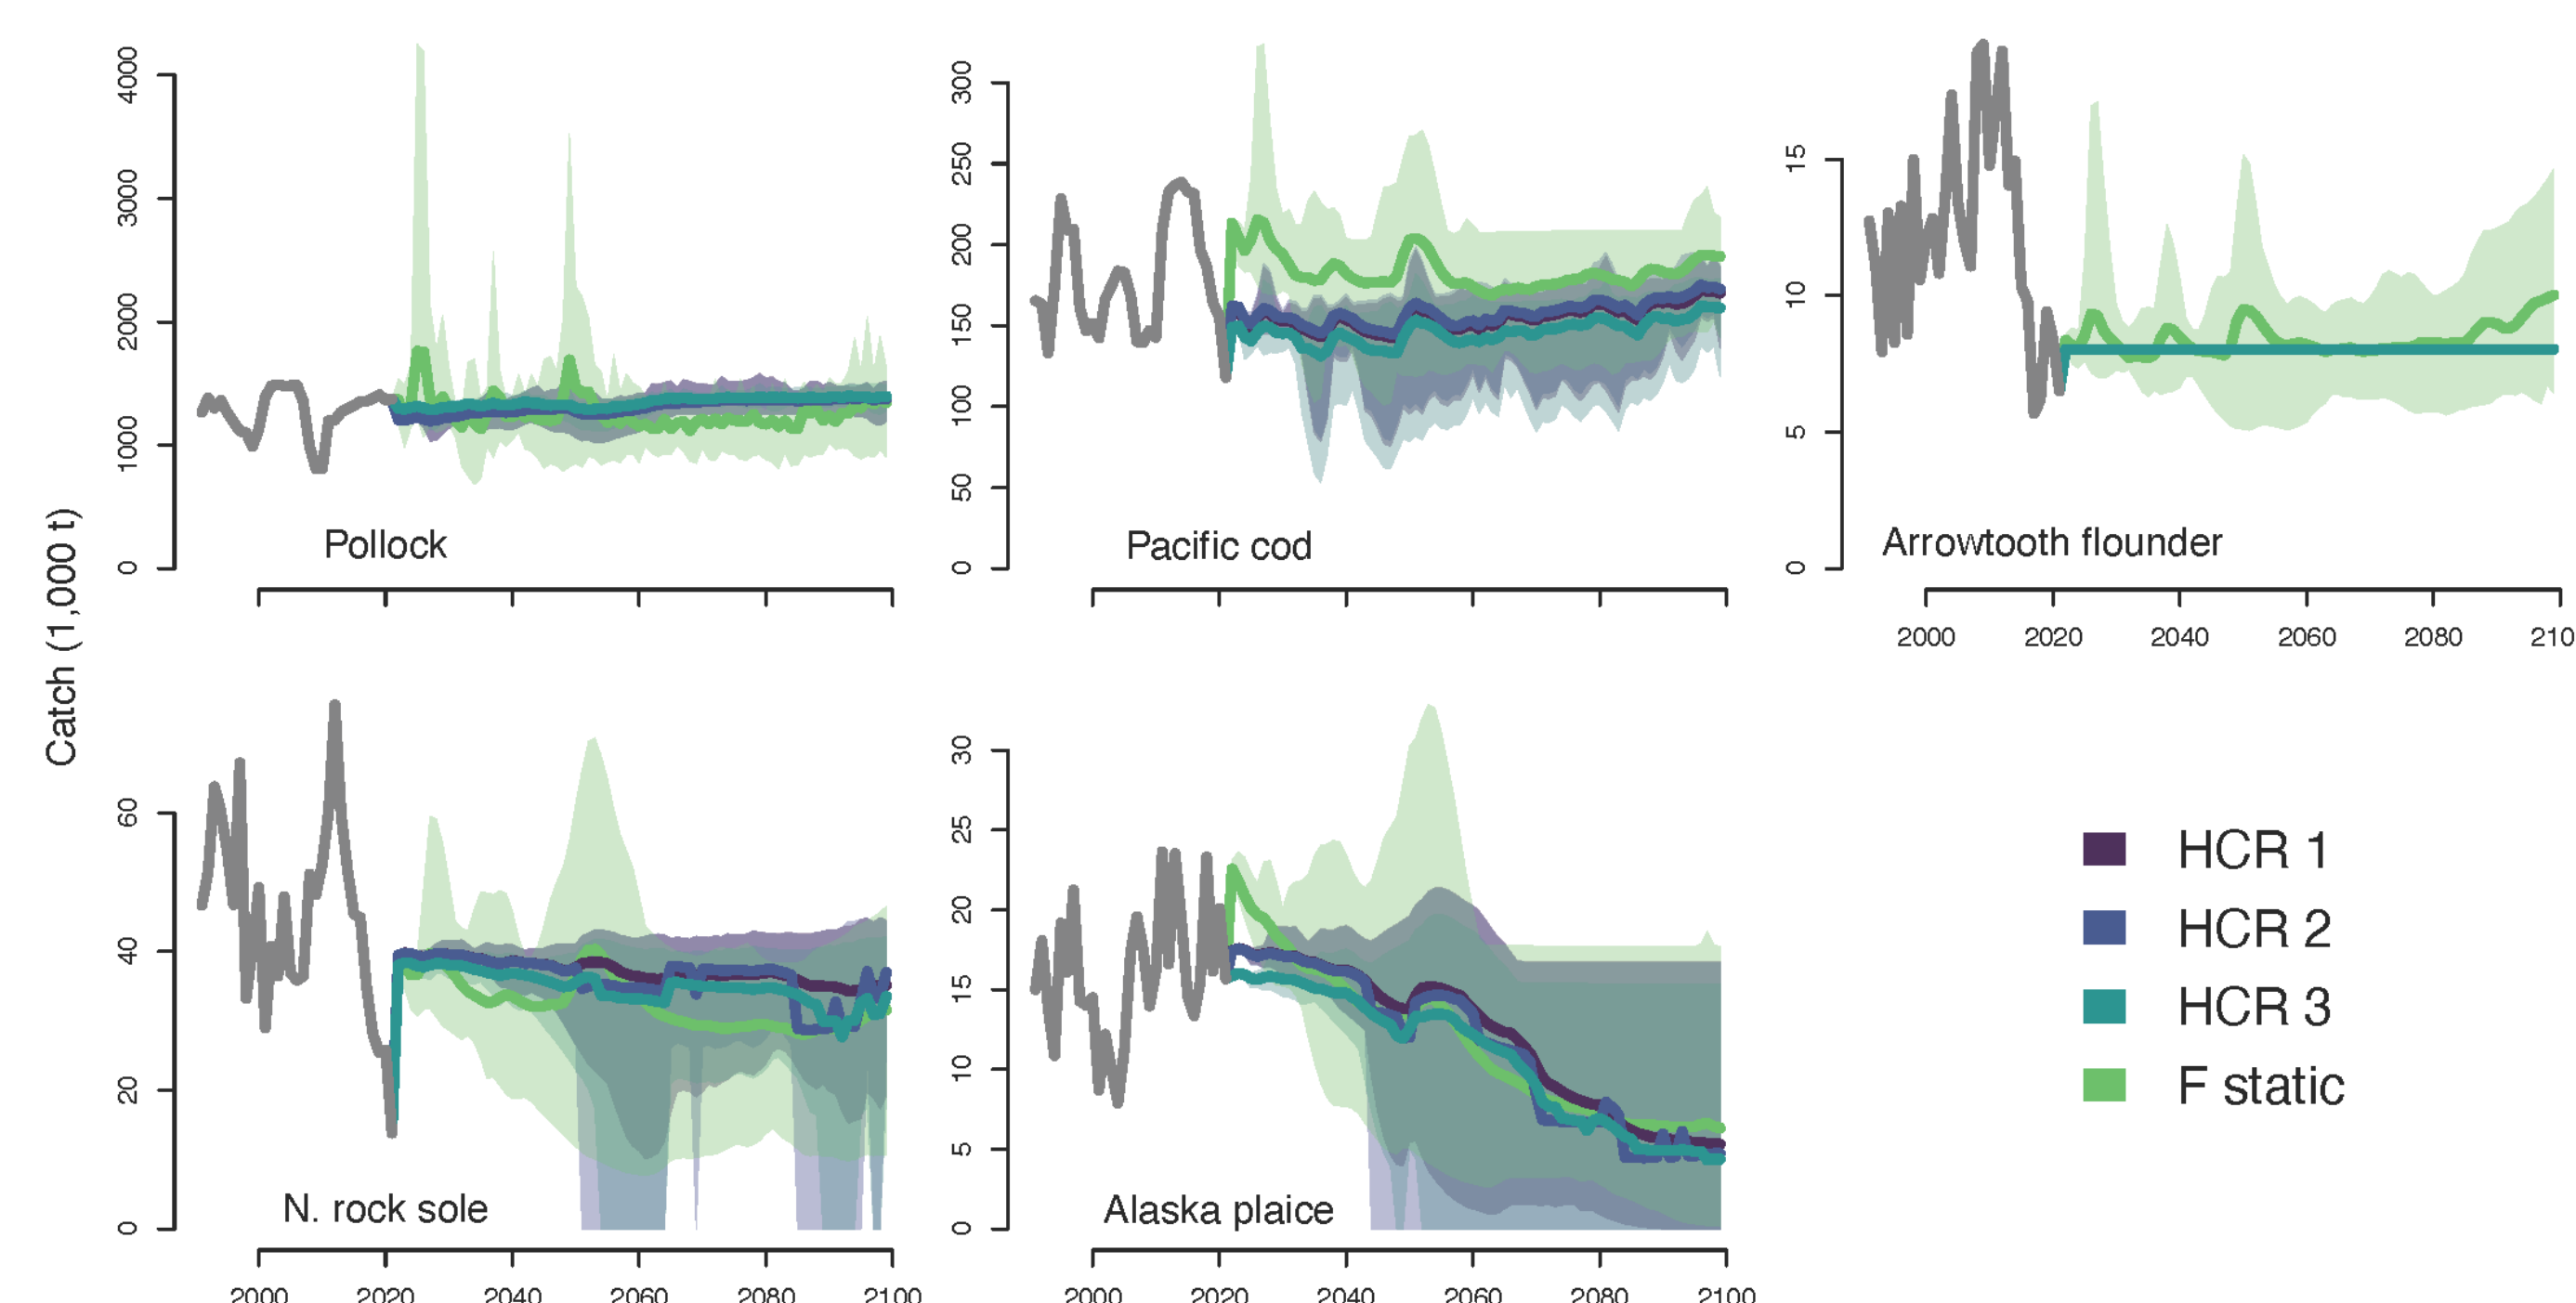 Catch (1,000 t)
4000
3000
2000
1000
0
Pollock
300
250
200
150
100
50
0
Pacific cod
15
10
5
0
Arrowtooth flounder
2000 2020 2040 2060 2080 210
60
40
20
0
N. rock sole
2000 2020 2040 2060 2080 2100
30
25
20
15
10
5
0
Alaska plaice
2000 2020 2040 2060 2080 2100
HCR 1
HCR 2
HCR 3
F static